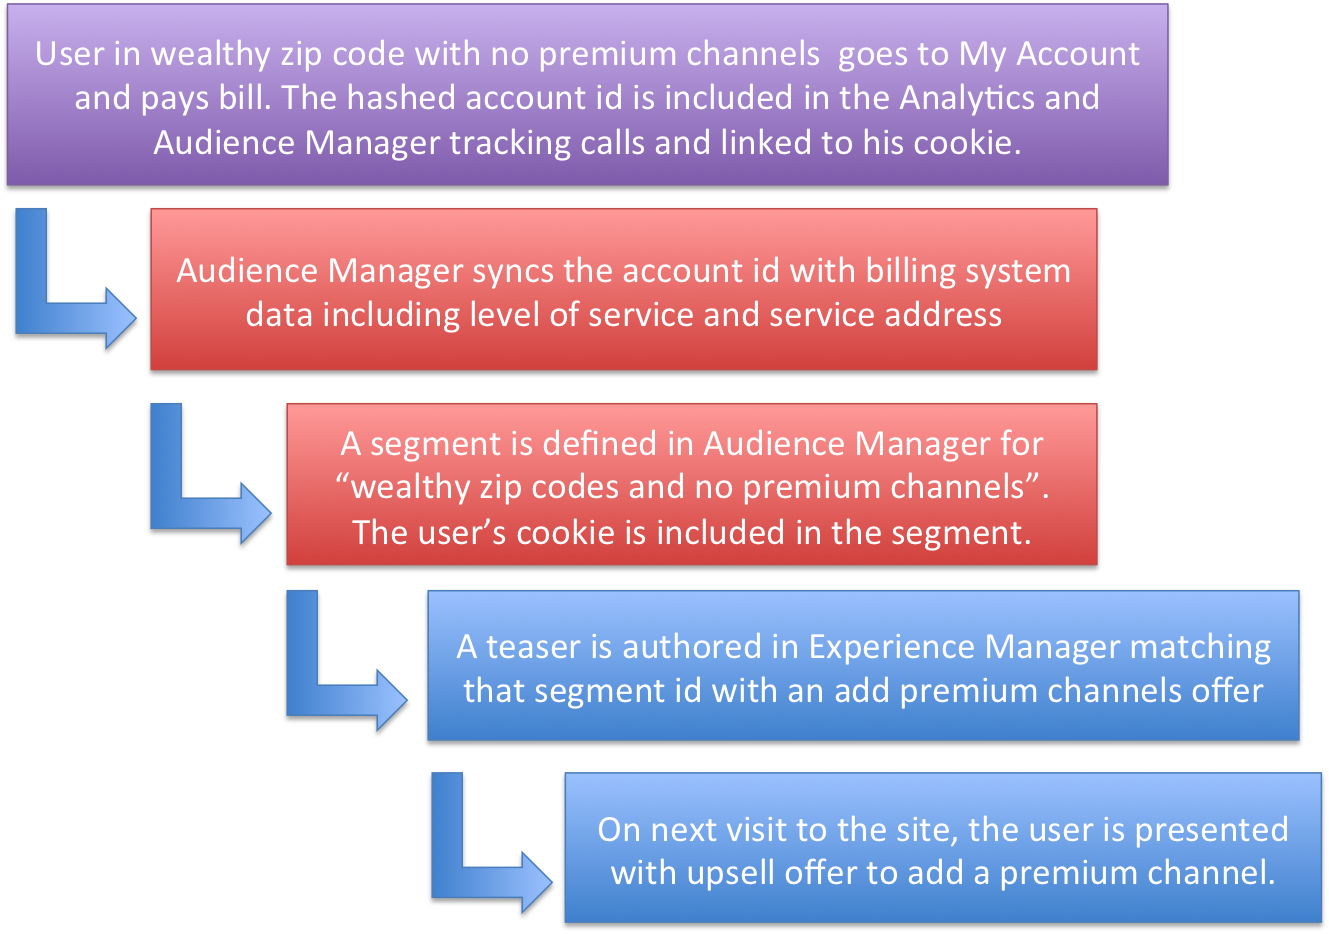 User in wealthy zip code with no premium channels  goes to My Account
and pays bill. The hashed account id is included in the Analytics and
Audience Manager tracking calls and linked to his cookie.
Audience Manager syncs the account id with billing system
data including level of service and service address
A segment is defined in Audience Manager for
“wealthy zip codes and no premium channels”.
The user’s cookie is included in the segment.
A teaser is authored in Experience Manager matching
that segment id with an add premium channels offer
On next visit to the site, the user is presented
with upsell offer to add a premium channel.